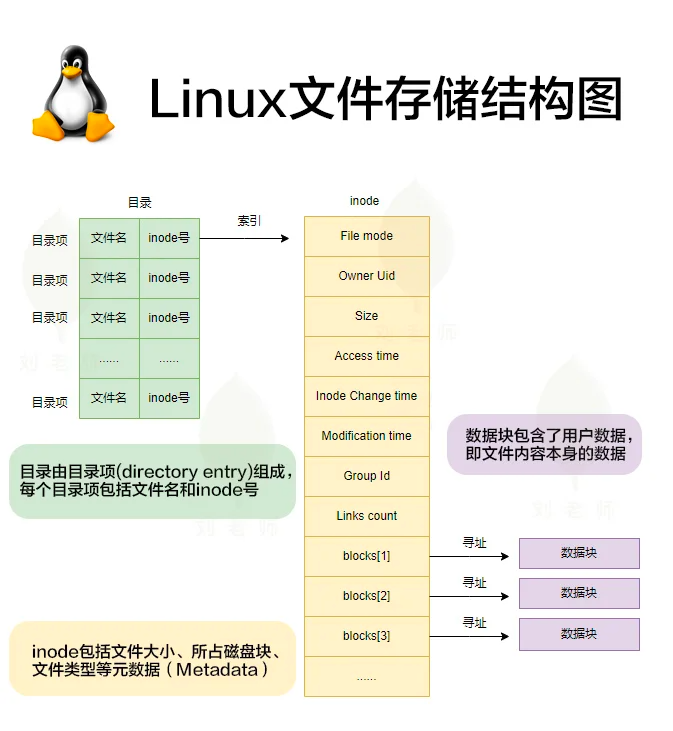 Linux文件存储结构图
目录
目录项 文件名 inode号
目录项 文件名 inode号
目录项 文件名 inode号
...... ......
目录项 文件名 inode号
索引
目录由目录项(directory entry)组成，
每个目录项包括文件名和inode号
inode
File mode
Owner Uid
Size
Access time
Inode Change time
Modification time
Group Id
Links count
blocks[1]
blocks[2]
blocks[3]
......
数据块包含了用户数据，
即文件内容本身的数据
寻址 数据块
寻址 数据块
寻址 数据块
inode包括文件大小、所占磁盘块、
文件类型等元数据（Metadata）
刘老师
刘老师
刘老师